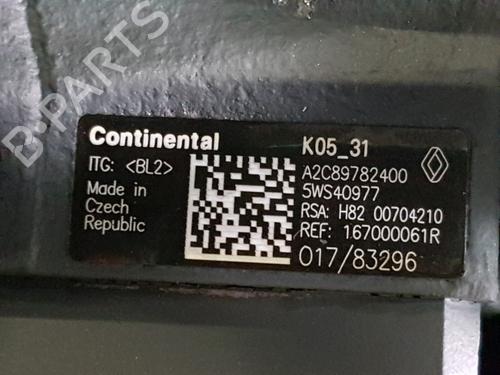 B-PARTS
Continental
K05_31
ITG: <BL2>
A2C89782400
Made in
5WS40977
Czech
RSA: H82 00704210
Republic
REF: 167000061R
017/83296